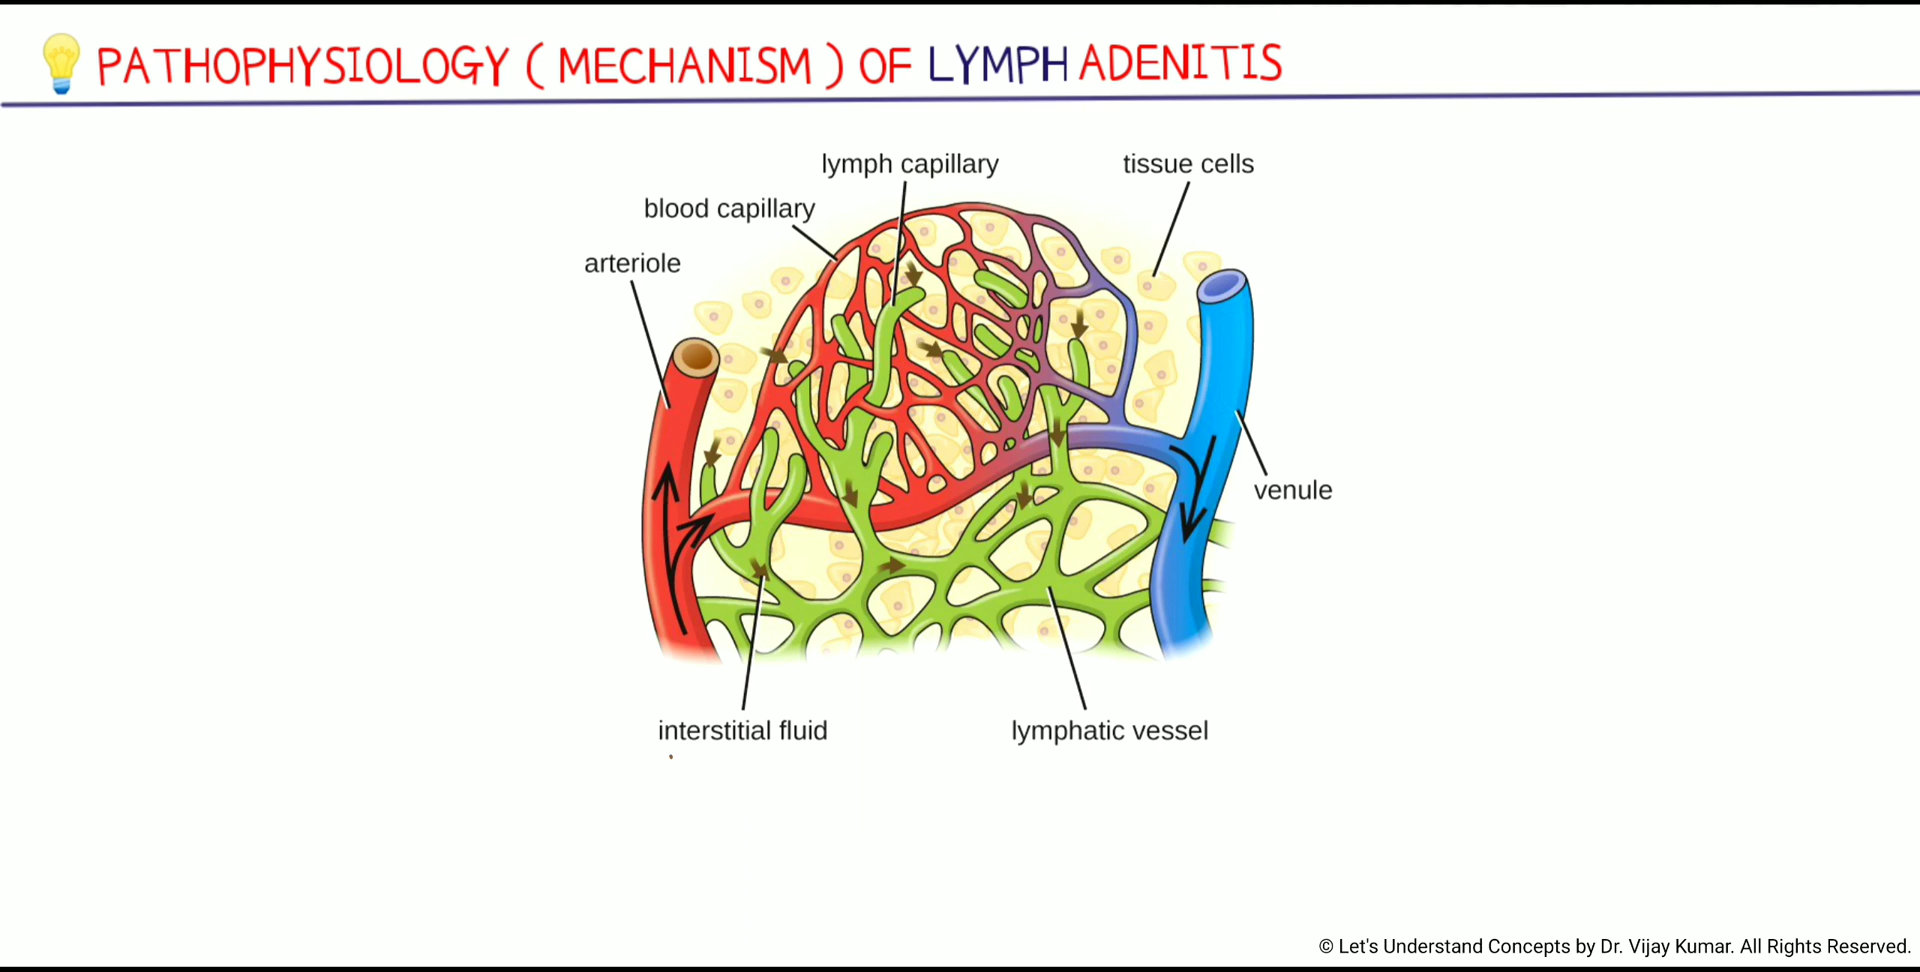 PATHOPHYSIOLOGY ( MECHANISM ) OF LYMPH ADENITIS
lymph capillary
tissue cells
blood capillary
arteriole
venule
interstitial fluid
lymphatic vessel
© Let's Understand Concepts by Dr. Vijay Kumar. All Rights Reserved.